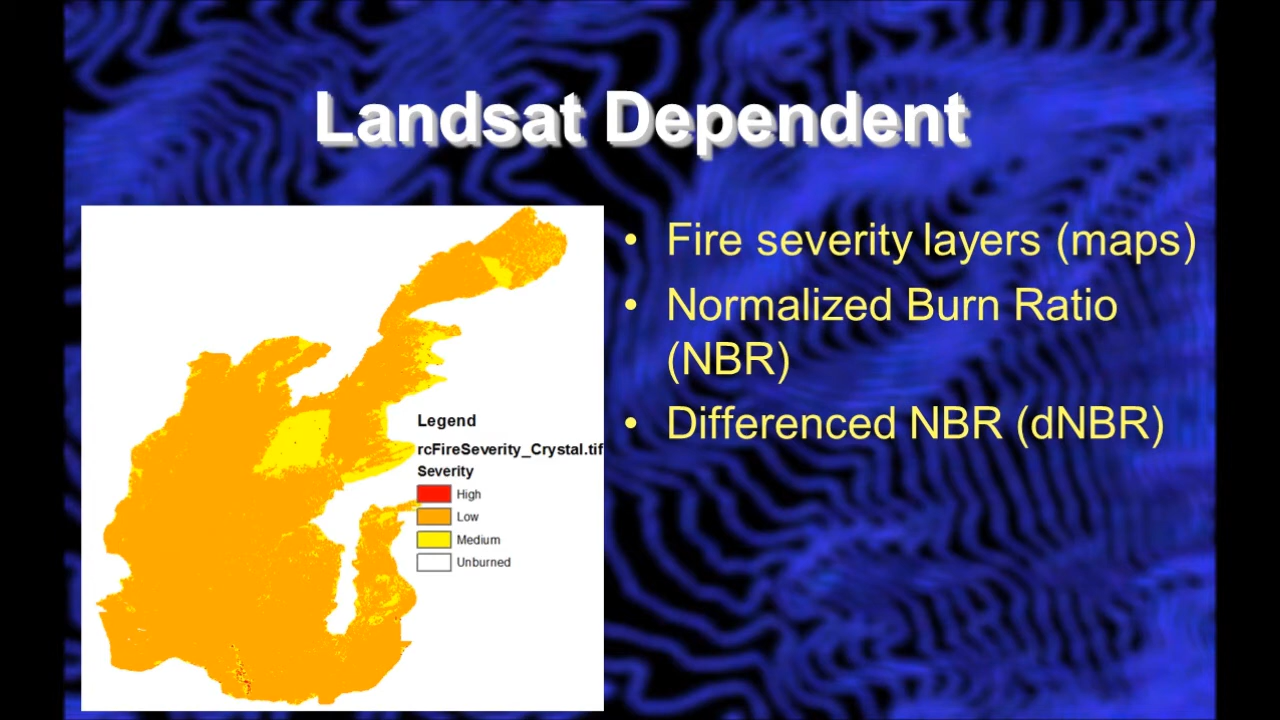 Landsat Dependent
• Fire severity layers (maps)
• Normalized Burn Ratio
(NBR)
• Differenced NBR (dNBR)
Legend
rcFireSeverity_Crystal.tif
Severity
High
Low
Medium
Unburned